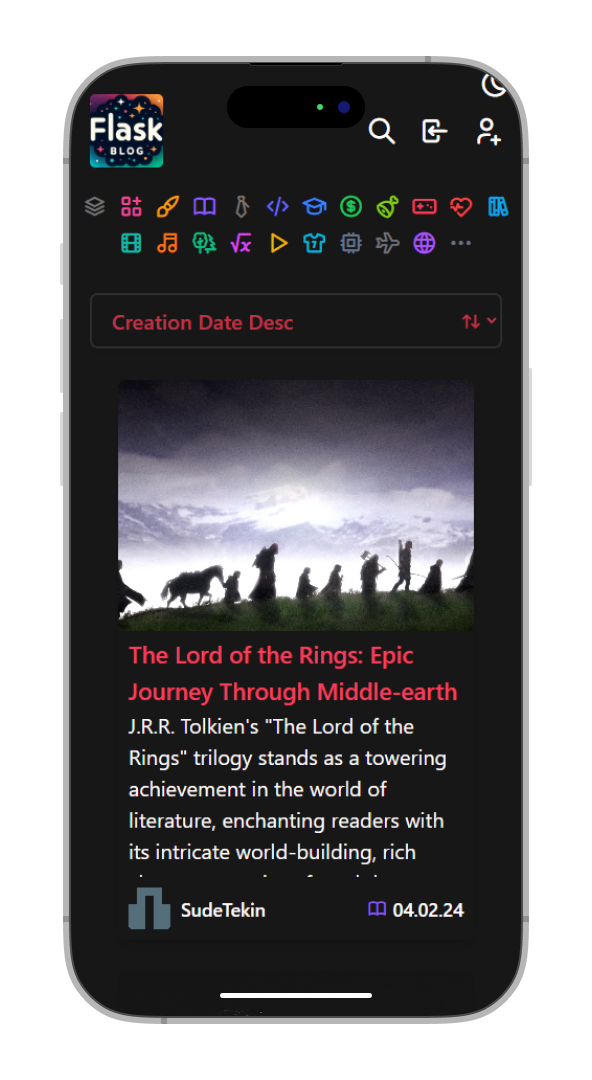 Flask
BLOG
Creation Date Desc
The Lord of the Rings: Epic
Journey Through Middle-earth
J.R.R. Tolkien's "The Lord of the
Rings" trilogy stands as a towering
achievement in the world of
literature, enchanting readers with
its intricate world-building, rich
SudeTekin
04.02.24